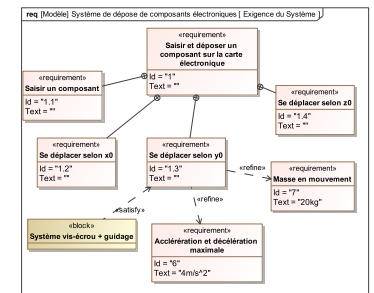 req [Modèle] Système de dépose de composants électroniques [ Exigence du Système ]
«requirement»
Saisir et déposer un
composant sur la carte
électronique
Id = "1"
Text = ""
«requirement»
Saisir un composant
Id = "1.1"
Text = ""
«requirement»
Se déplacer selon z0
Id = "1.4"
Text = ""
«requirement»
Se déplacer selon x0
Id = "1.2"
Text = ""
«requirement»
Se déplacer selon y0
Id = "1.3"
Text = ""
«refine»
«requirement»
Masse en mouvement
Id = "7"
Text = "20kg"
«refine»
«satisfy»
«block»
Système vis-écrou + guidage
«requirement»
Acclérération et décélération
maximale
Id = "6"
Text = "4m/s^2"